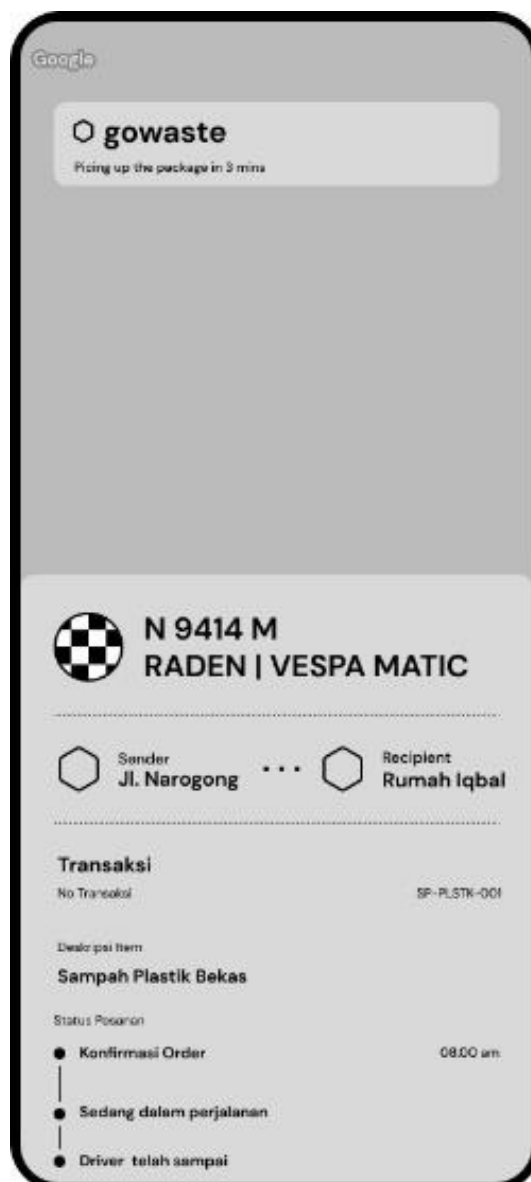 Google
gowaste
Picing up the package in 3 mins
N 9414 M
RADEN | VESPA MATIC
Sender
Jl. Narogong
...
Recipient
Rumah Iqbal
Transaksi
No Transaksi
SP-PLSTK-001
Deskripsi Item
Sampah Plastik Bekas
Status Pesanan
Konfirmasi Order
08.00 am
Sedang dalam perjalanan
Driver telah sampai